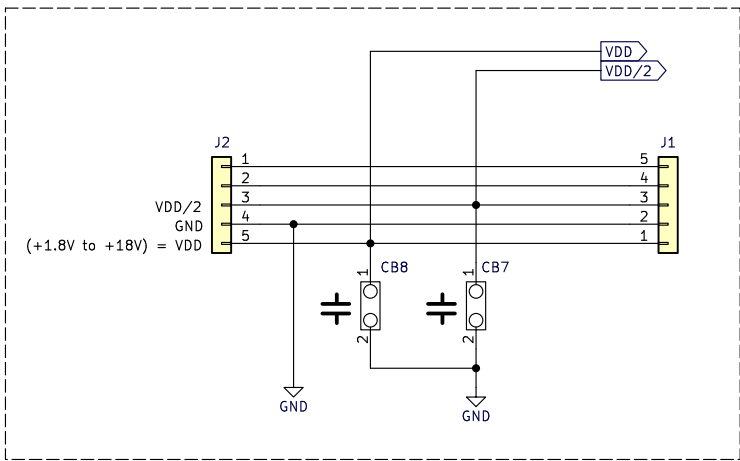 VDD
VDD/2
J2
J1
1
5
2
4
VDD/2
3
3
GND
4
2
(+1.8V to +18V) = VDD
5
1
1
CB8
1
CB7
2
2
GND
GND